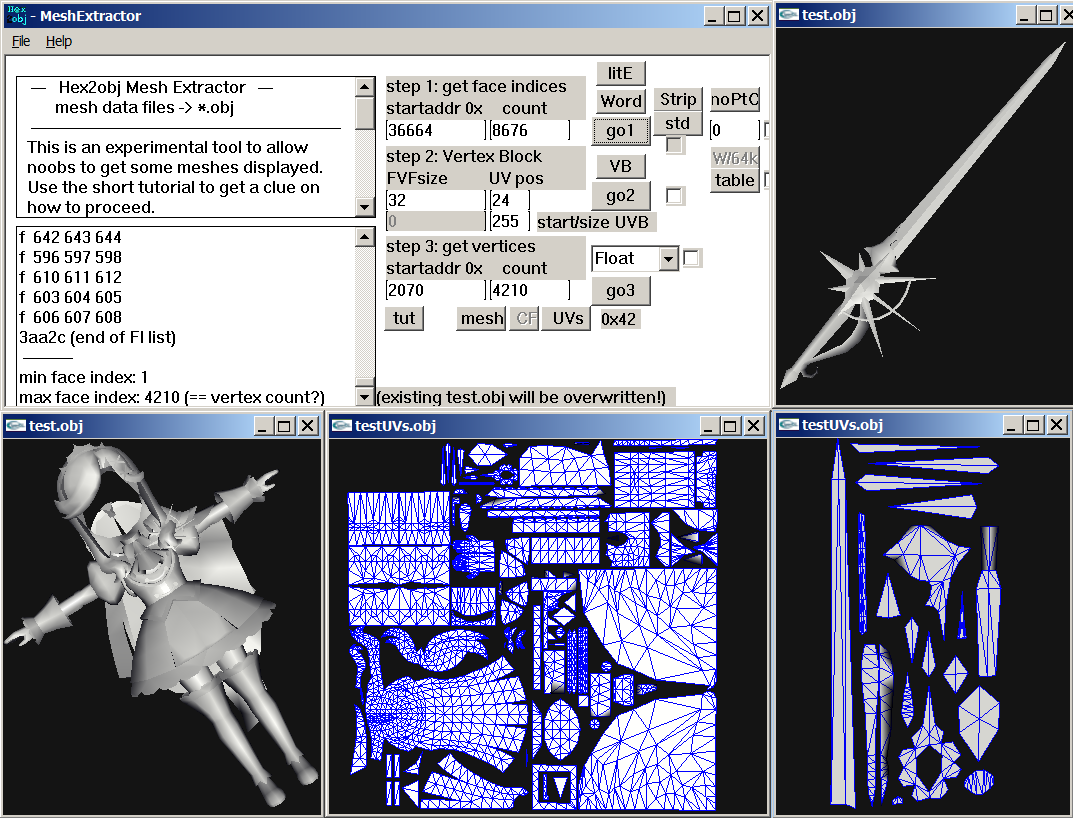 Hex obj - MeshExtractor
File Help
— Hex2obj Mesh Extractor —
mesh data files -> *.obj
This is an experimental tool to allow
noobs to get some meshes displayed.
Use the short tutorial to get a clue on
how to proceed.
f 642 643 644
f 596 597 598
f 610 611 612
f 603 604 605
f 606 607 608
3aa2c (end of FI list)
min face index: 1
max face index: 4210 (== vertex count?)
step 1: get face indices
startaddr 0x count
36664 8676
litE
Word
go1
Strip
std
noPtC
0
W/64k
table
step 2: Vertex Block
FVFsize UV pos
32 24
0 255 start/size UVB
VB
go2
step 3: get vertices
startaddr 0x count
2070 4210
Float
go3
tut mesh CF UVs 0x42
(existing test.obj will be overwritten!)
test.obj
test.obj
testUVs.obj
testUVs.obj